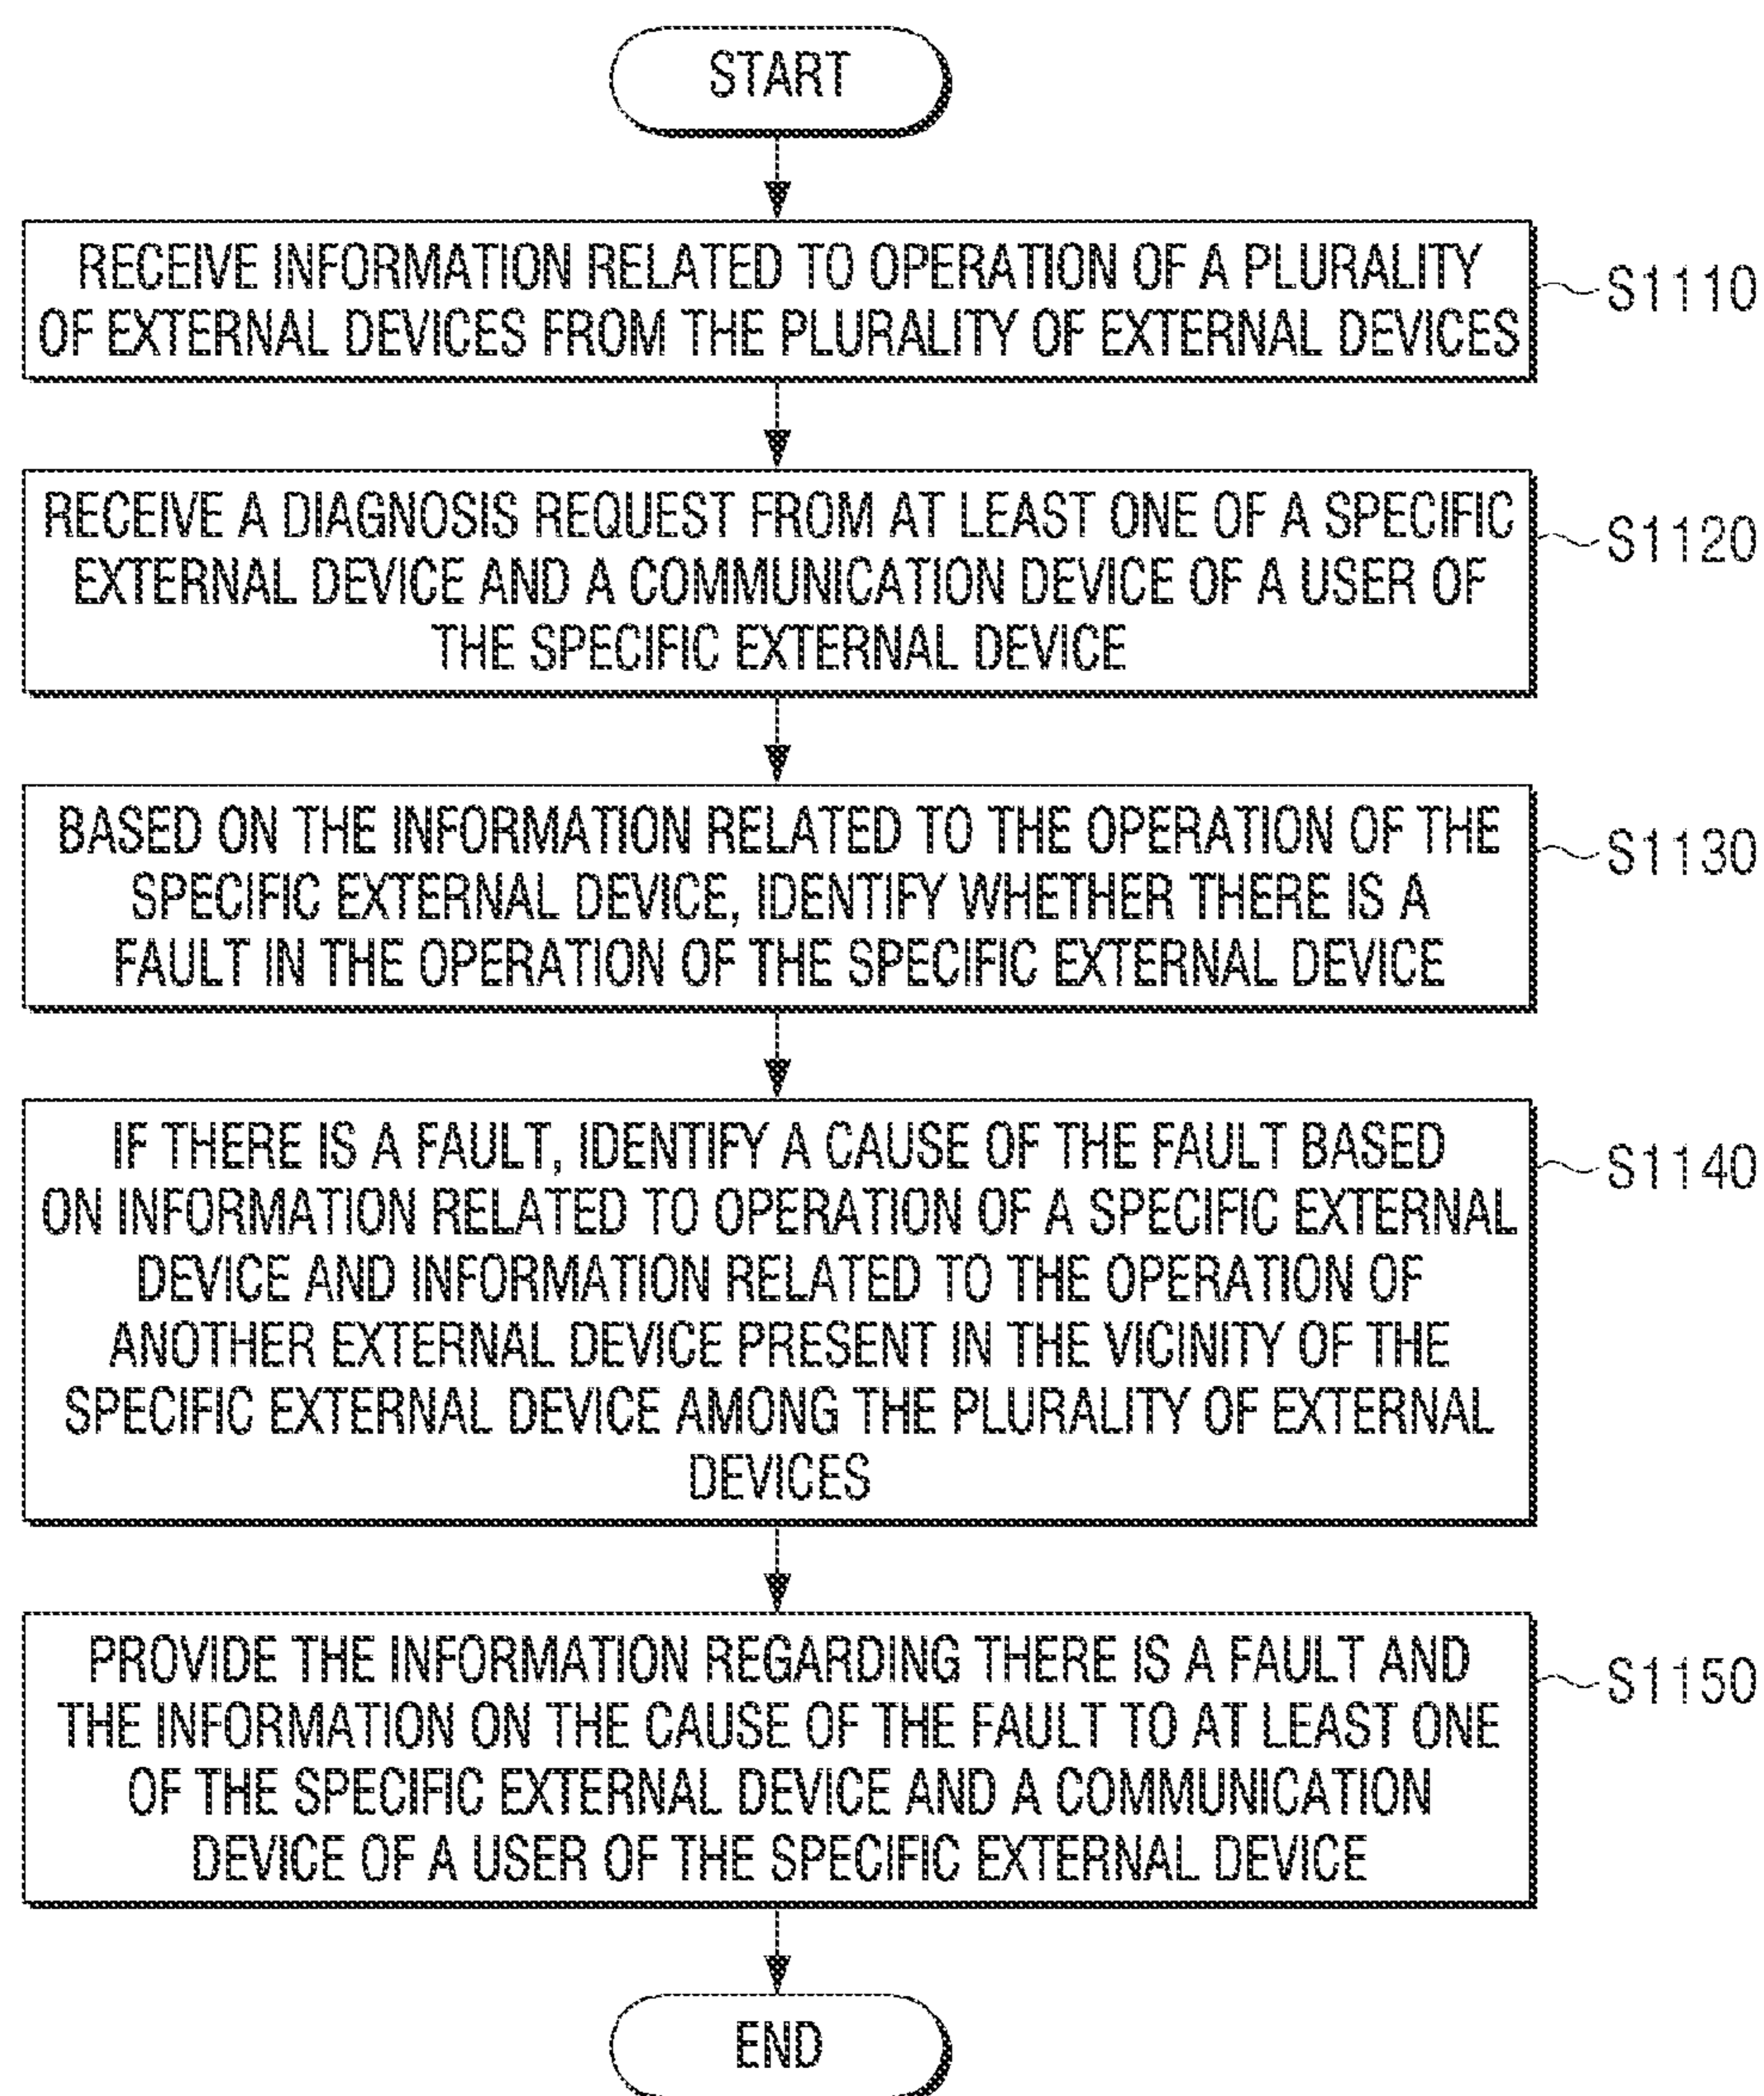 START
RECEIVE INFORMATION RELATED TO OPERATION OF A PLURALITY
OF EXTERNAL DEVICES FROM THE PLURALITY OF EXTERNAL DEVICES
S1110
RECEIVE A DIAGNOSIS REQUEST FROM AT LEAST ONE OF A SPECIFIC
EXTERNAL DEVICE AND A COMMUNICATION DEVICE OF A USER OF
THE SPECIFIC EXTERNAL DEVICE
S1120
BASED ON THE INFORMATION RELATED TO THE OPERATION OF THE
SPECIFIC EXTERNAL DEVICE, IDENTIFY WHETHER THERE IS A
FAULT IN THE OPERATION OF THE SPECIFIC EXTERNAL DEVICE
S1130
IF THERE IS A FAULT, IDENTIFY A CAUSE OF THE FAULT BASED
ON INFORMATION RELATED TO OPERATION OF A SPECIFIC EXTERNAL
DEVICE AND INFORMATION RELATED TO THE OPERATION OF
ANOTHER EXTERNAL DEVICE PRESENT IN THE VICINITY OF THE
SPECIFIC EXTERNAL DEVICE AMONG THE PLURALITY OF EXTERNAL
DEVICES
S1140
PROVIDE THE INFORMATION REGARDING THERE IS A FAULT AND
THE INFORMATION ON THE CAUSE OF THE FAULT TO AT LEAST ONE
OF THE SPECIFIC EXTERNAL DEVICE AND A COMMUNICATION
DEVICE OF A USER OF THE SPECIFIC EXTERNAL DEVICE
S1150
END